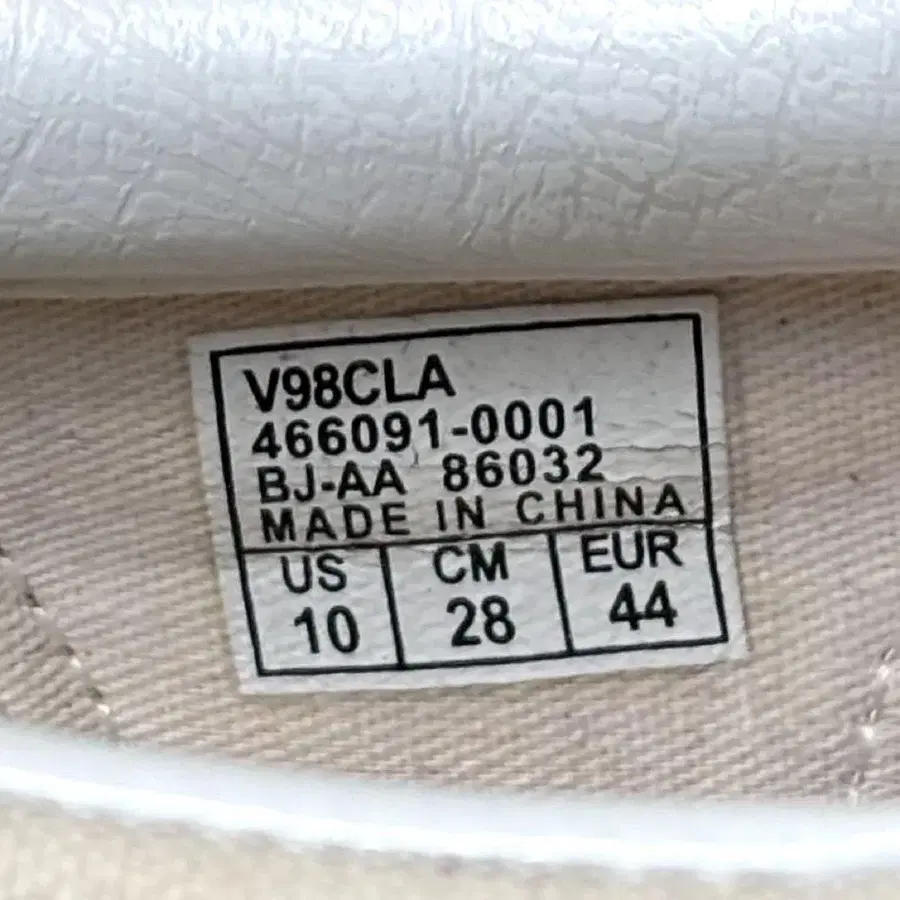 V98CLA
466091-0001
BJ-AA 86032
MADE IN CHINA
US CM EUR
10 28 44